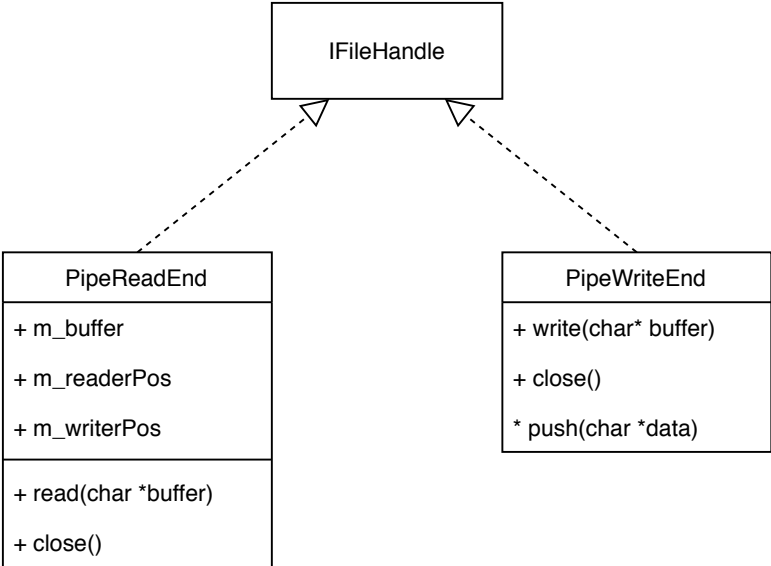 IFileHandle
PipeReadEnd
+ m_buffer
+ m_readerPos
+ m_writerPos
+ read(char *buffer)
+ close()
PipeWriteEnd
+ write(char* buffer)
+ close()
* push(char *data)